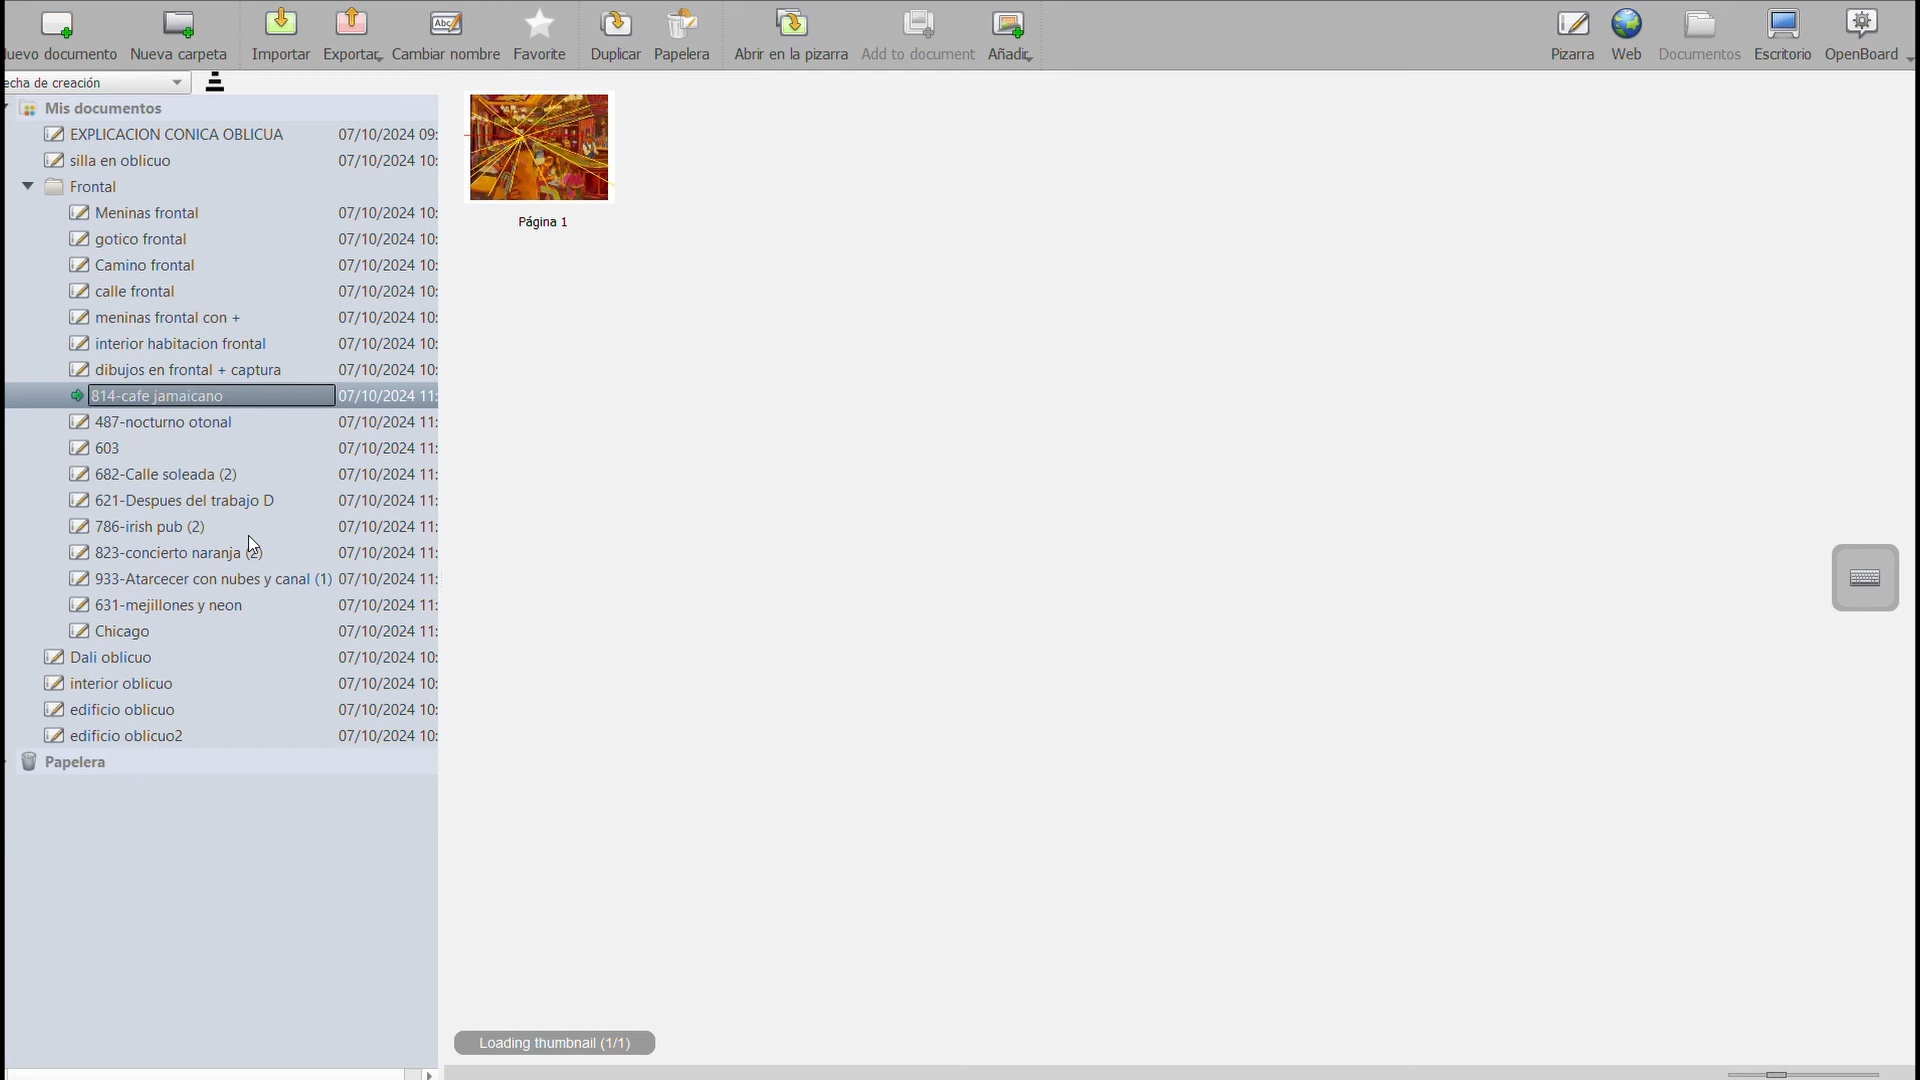 uevo documento Nueva carpeta Importar Exportar Cambiar nombre Favorite Duplicar Papelera Abrir en la pizarra Add to document Añadir Pizarra Web Documentos Escritorio OpenBoard
echa de creación
Mis documentos
EXPLICACION CONICA OBLICUA 07/10/2024 09:
silla en oblicuo 07/10/2024 10:
Frontal
Meninas frontal 07/10/2024 10:
gotico frontal 07/10/2024 10:
Camino frontal 07/10/2024 10:
calle frontal 07/10/2024 10:
meninas frontal con + 07/10/2024 10:
interior habitacion frontal 07/10/2024 10:
dibujos en frontal + captura 07/10/2024 10:
814-cafe jamaicano 07/10/2024 11:
487-nocturno otonal 07/10/2024 11:
603 07/10/2024 11:
682-Calle soleada (2) 07/10/2024 11:
621-Despues del trabajo D 07/10/2024 11:
786-irish pub (2) 07/10/2024 11:
823-concierto naranja (2) 07/10/2024 11:
933-Atarcecer con nubes y canal (1) 07/10/2024 11:
631-mejillones y neon 07/10/2024 11:
Chicago 07/10/2024 11:
Dali oblicuo 07/10/2024 10:
interior oblicuo 07/10/2024 10:
edificio oblicuo 07/10/2024 10:
edificio oblicuo2 07/10/2024 10:
Papelera
Página 1
Loading thumbnail (1/1)